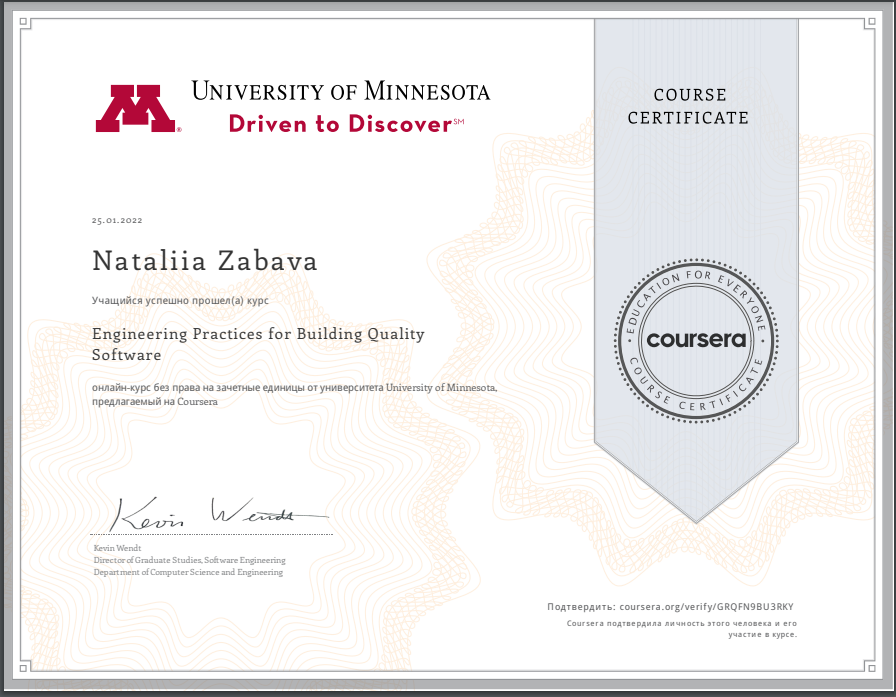 University of Minnesota
Driven to Discover℠
COURSE
CERTIFICATE
25.01.2022
Nataliia Zabava
Учащийся успешно прошел(а) курс
Engineering Practices for Building Quality
Software
онлайн-курс без права на зачетные единицы от университета University of Minnesota,
предлагаемый на Coursera
EDUCATION FOR EVERYONE
coursera
COURSE CERTIFICATE
Kevin Wendt
Kevin Wendt
Director of Graduate Studies, Software Engineering
Department of Computer Science and Engineering
Подтвердить: coursera.org/verify/GRQFN9BU3RKY
Coursera подтвердила личность этого человека и его
участие в курсе.